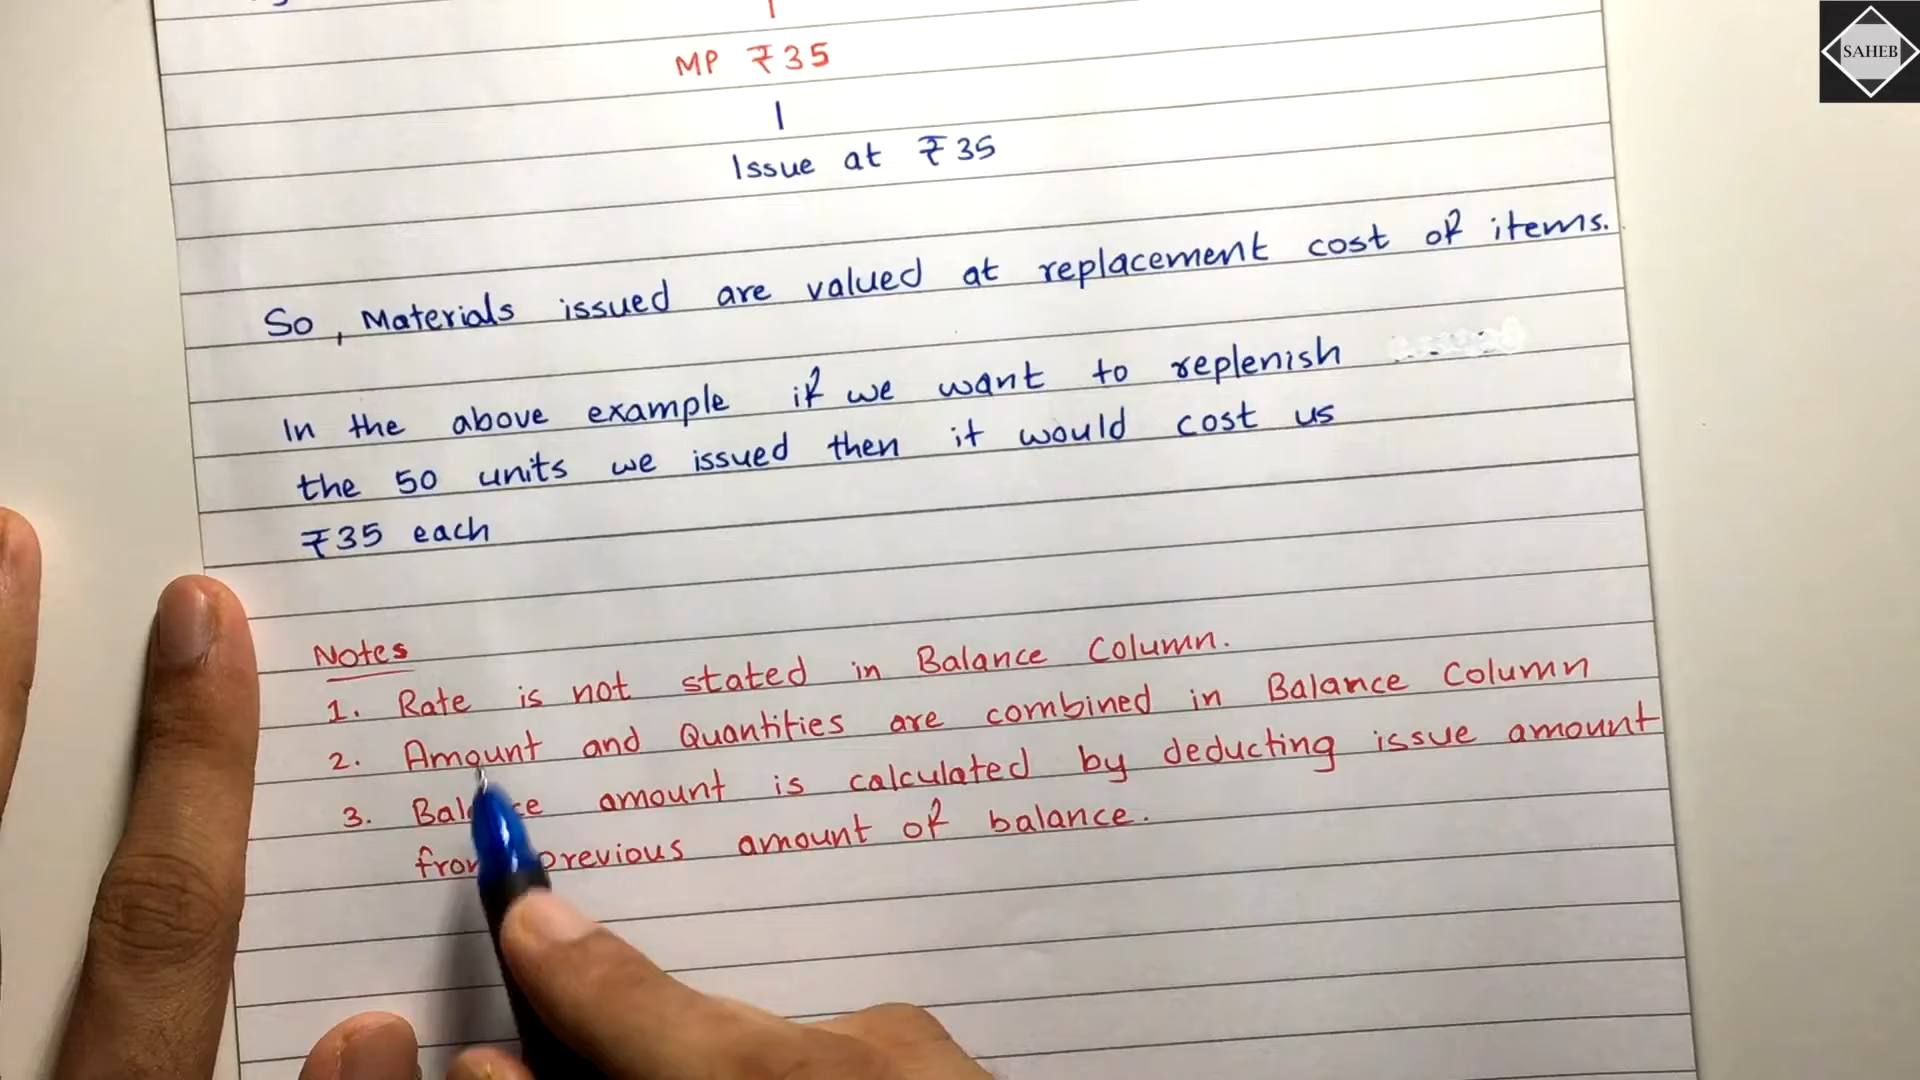 SAHEB
MP ₹35
Issue at ₹35
So, Materials issued are valued at replacement cost of items.
In the above example if we want to replenish
the 50 units we issued then it would cost us
₹35 each
Notes
1. Rate is not stated in Balance Column.
2. Amount and Quantities are combined in Balance Column
3. Balance amount is calculated by deducting issue amount
from previous amount of balance.